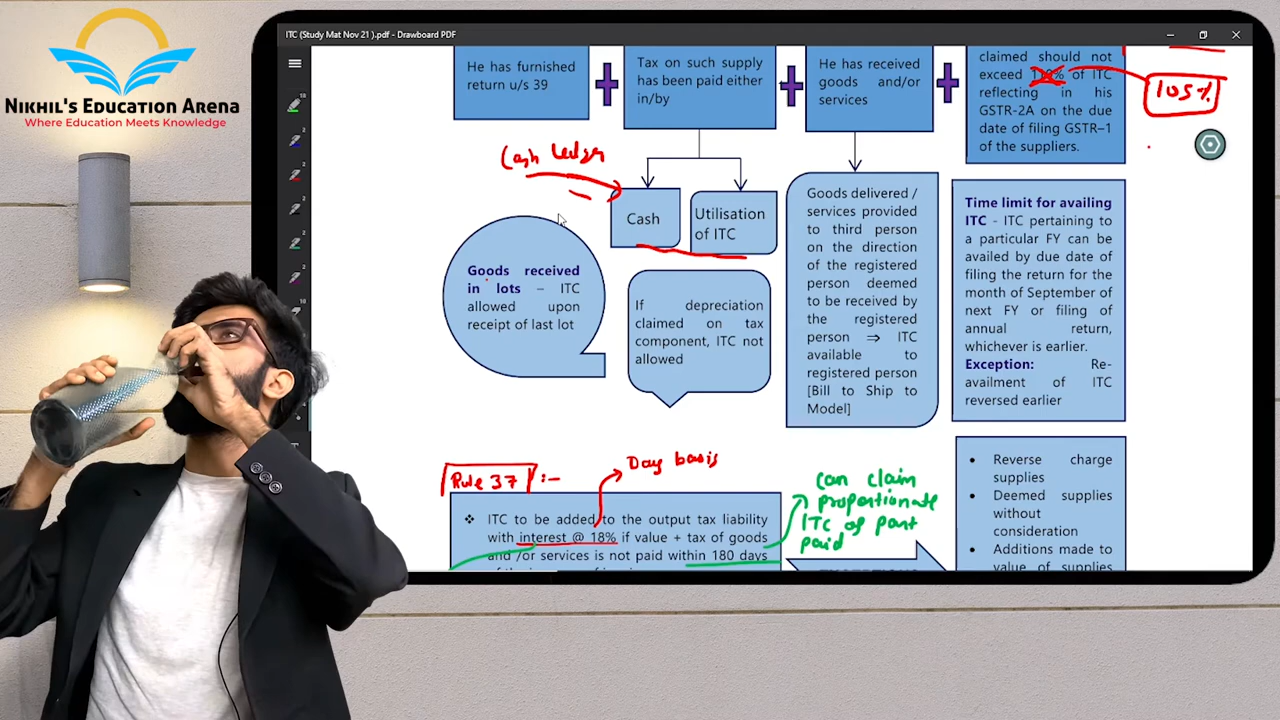 NIKHIL'S EDUCATION ARENA
Where Education Meets Knowledge
ITC (Study Mat Nov 21 ).pdf - Drawboard PDF
He has furnished
return u/s 39
Tax on such supply
has been paid either
in/by
He has received
goods and/or
services
claimed should not
exceed of ITC
reflecting in his
GSTR-2A on the due
date of filing GSTR–1
of the suppliers.
105%
Cash ledger
Cash
Utilisation
of ITC
Goods received
in lots – ITC
allowed upon
receipt of last lot
If depreciation
claimed on tax
component, ITC not
allowed
Goods delivered /
services provided
to third person
on the direction
of the registered
person deemed
to be received by
the registered
person ⇒ ITC
available to
registered person
[Bill to Ship to
Model]
Time limit for availing
ITC - ITC pertaining to
a particular FY can be
availed by due date of
filing the return for the
month of September of
next FY or filing of
annual return,
whichever is earlier.
Exception: Re-
availment of ITC
reversed earlier
Rule 37 :-
Day basis
❖ ITC to be added to the output tax liability
with interest @ 18% if value + tax of goods
and /or services is not paid within 180 days
can claim
proportionate
ITC of part
paid
• Reverse charge
supplies
• Deemed supplies
without
consideration
• Additions made to
value of supplies